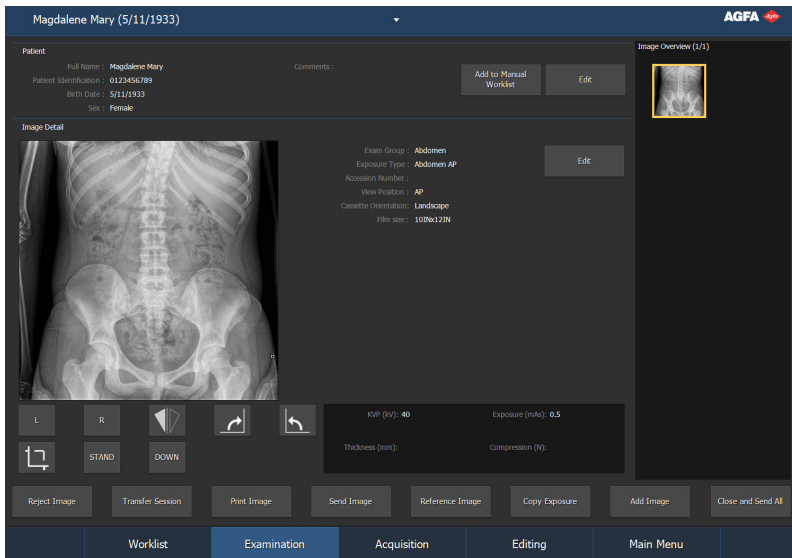 Magdalene Mary (5/11/1933)
AGFA Agfa
Patient
Full Name : Magdalene Mary
Comments :
Patient Identification : 0123456789
Birth Date : 5/11/1933
Sex : Female
Add to Manual
Worklist
Edit
Image Overview (1/1)
Image Detail
Exam Group : Abdomen
Exposure Type : Abdomen AP
Accession Number :
View Position : AP
Cassette Orientation: Landscape
Film size : 10INx12IN
Edit
L
R
STAND
DOWN
KVP (kV): 40
Exposure (mAs): 0.5
Thickness (mm):
Compression (N):
Reject Image
Transfer Session
Print Image
Send Image
Reference Image
Copy Exposure
Add Image
Close and Send All
Worklist
Examination
Acquisition
Editing
Main Menu